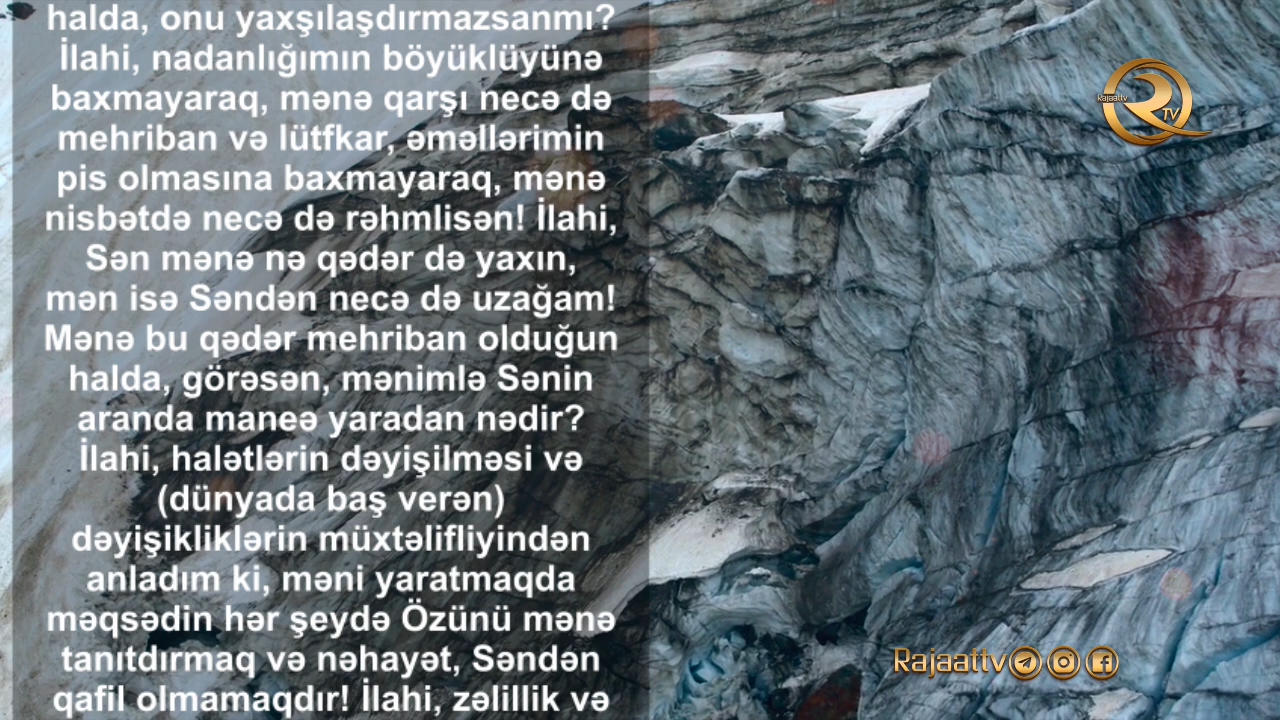 halda, onu yaxşılaşdırmazsanmı?
İlahi, nadanlığımın böyüklüyünə
baxmayaraq, mənə qarşı necə də
mehriban və lütfkar, əməllərimin
pis olmasına baxmayaraq, mənə
nisbətdə necə də rəhmlisən! İlahi,
Sən mənə nə qədər də yaxın,
mən isə Səndən necə də uzağam!
Mənə bu qədər mehriban olduğun
halda, görəsən, mənimlə Sənin
aranda maneə yaradan nədir?
İlahi, halətlərin dəyişilməsi və
(dünyada baş verən)
dəyişikliklərin müxtəlifliyindən
anladım ki, məni yaratmaqda
məqsədin hər şeydə Özünü mənə
tanıtdırmaq və nəhayət, Səndən
qafil olmamaqdır! İlahi, zəlillik və
Rajaattv
R TV
Rajaattv